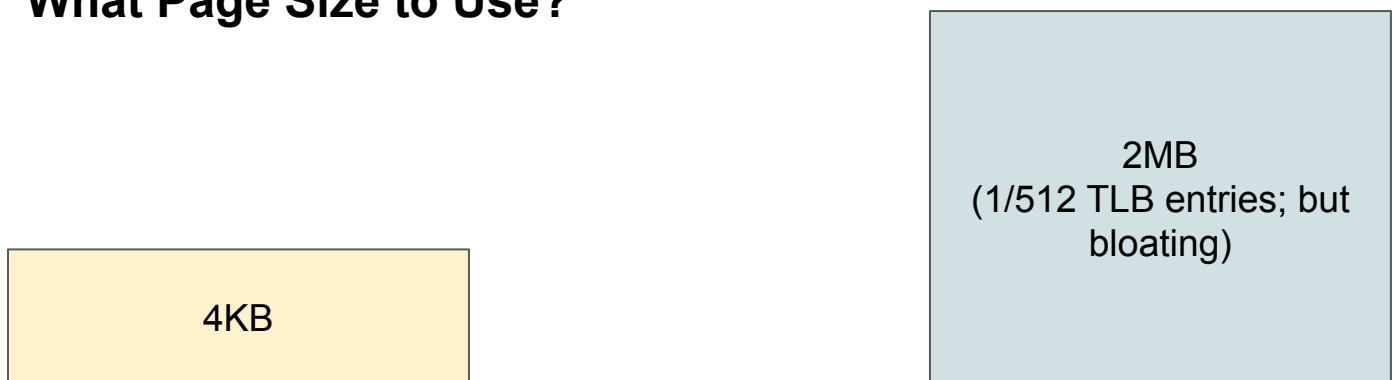 What Page Size to Use?
2MB
(1/512 TLB entries; but
bloating)
4KB